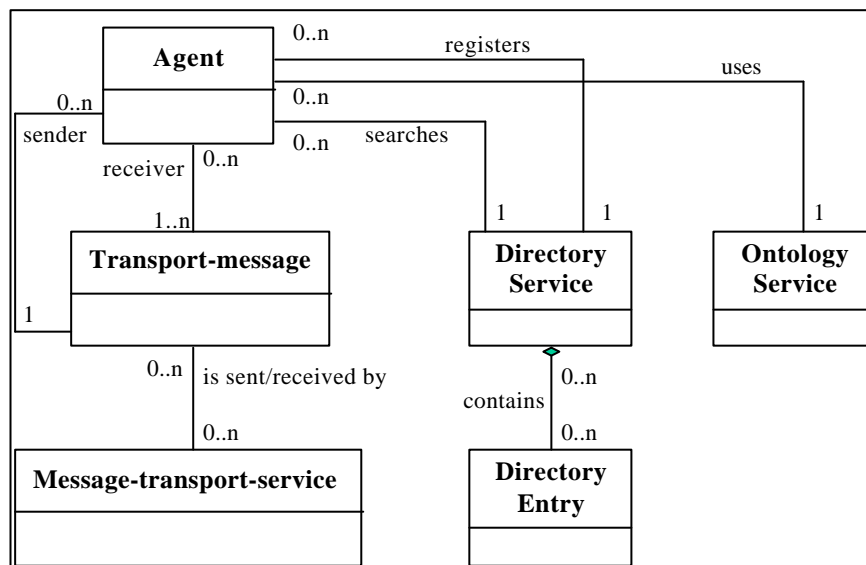 0..n
registers
Agent
uses
0..n
0..n
sender
0..n
searches
receiver
0..n
1..n
1
1
1
Transport-message
Directory
Service
Ontology
Service
1
0..n
is sent/received by
0..n
contains
0..n
0..n
Message-transport-service
Directory
Entry